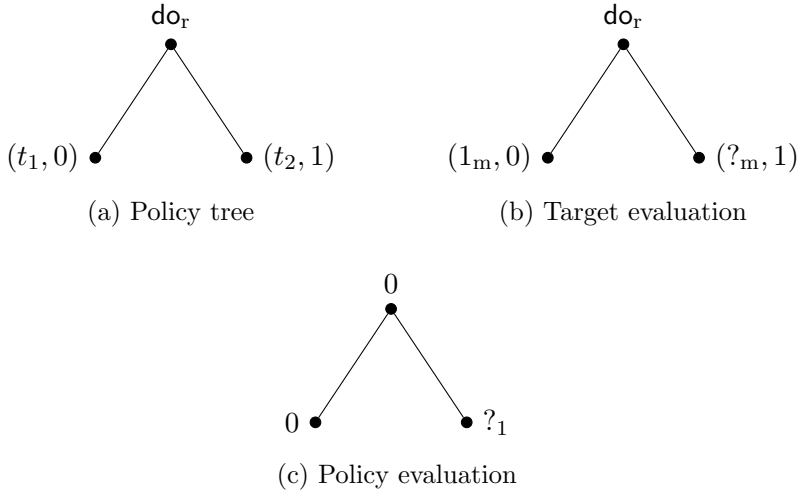 do_r do_r
(t_1, 0) (t_2, 1) (1_m, 0) (?_m, 1)
(a) Policy tree (b) Target evaluation
0
0 ?_1
(c) Policy evaluation